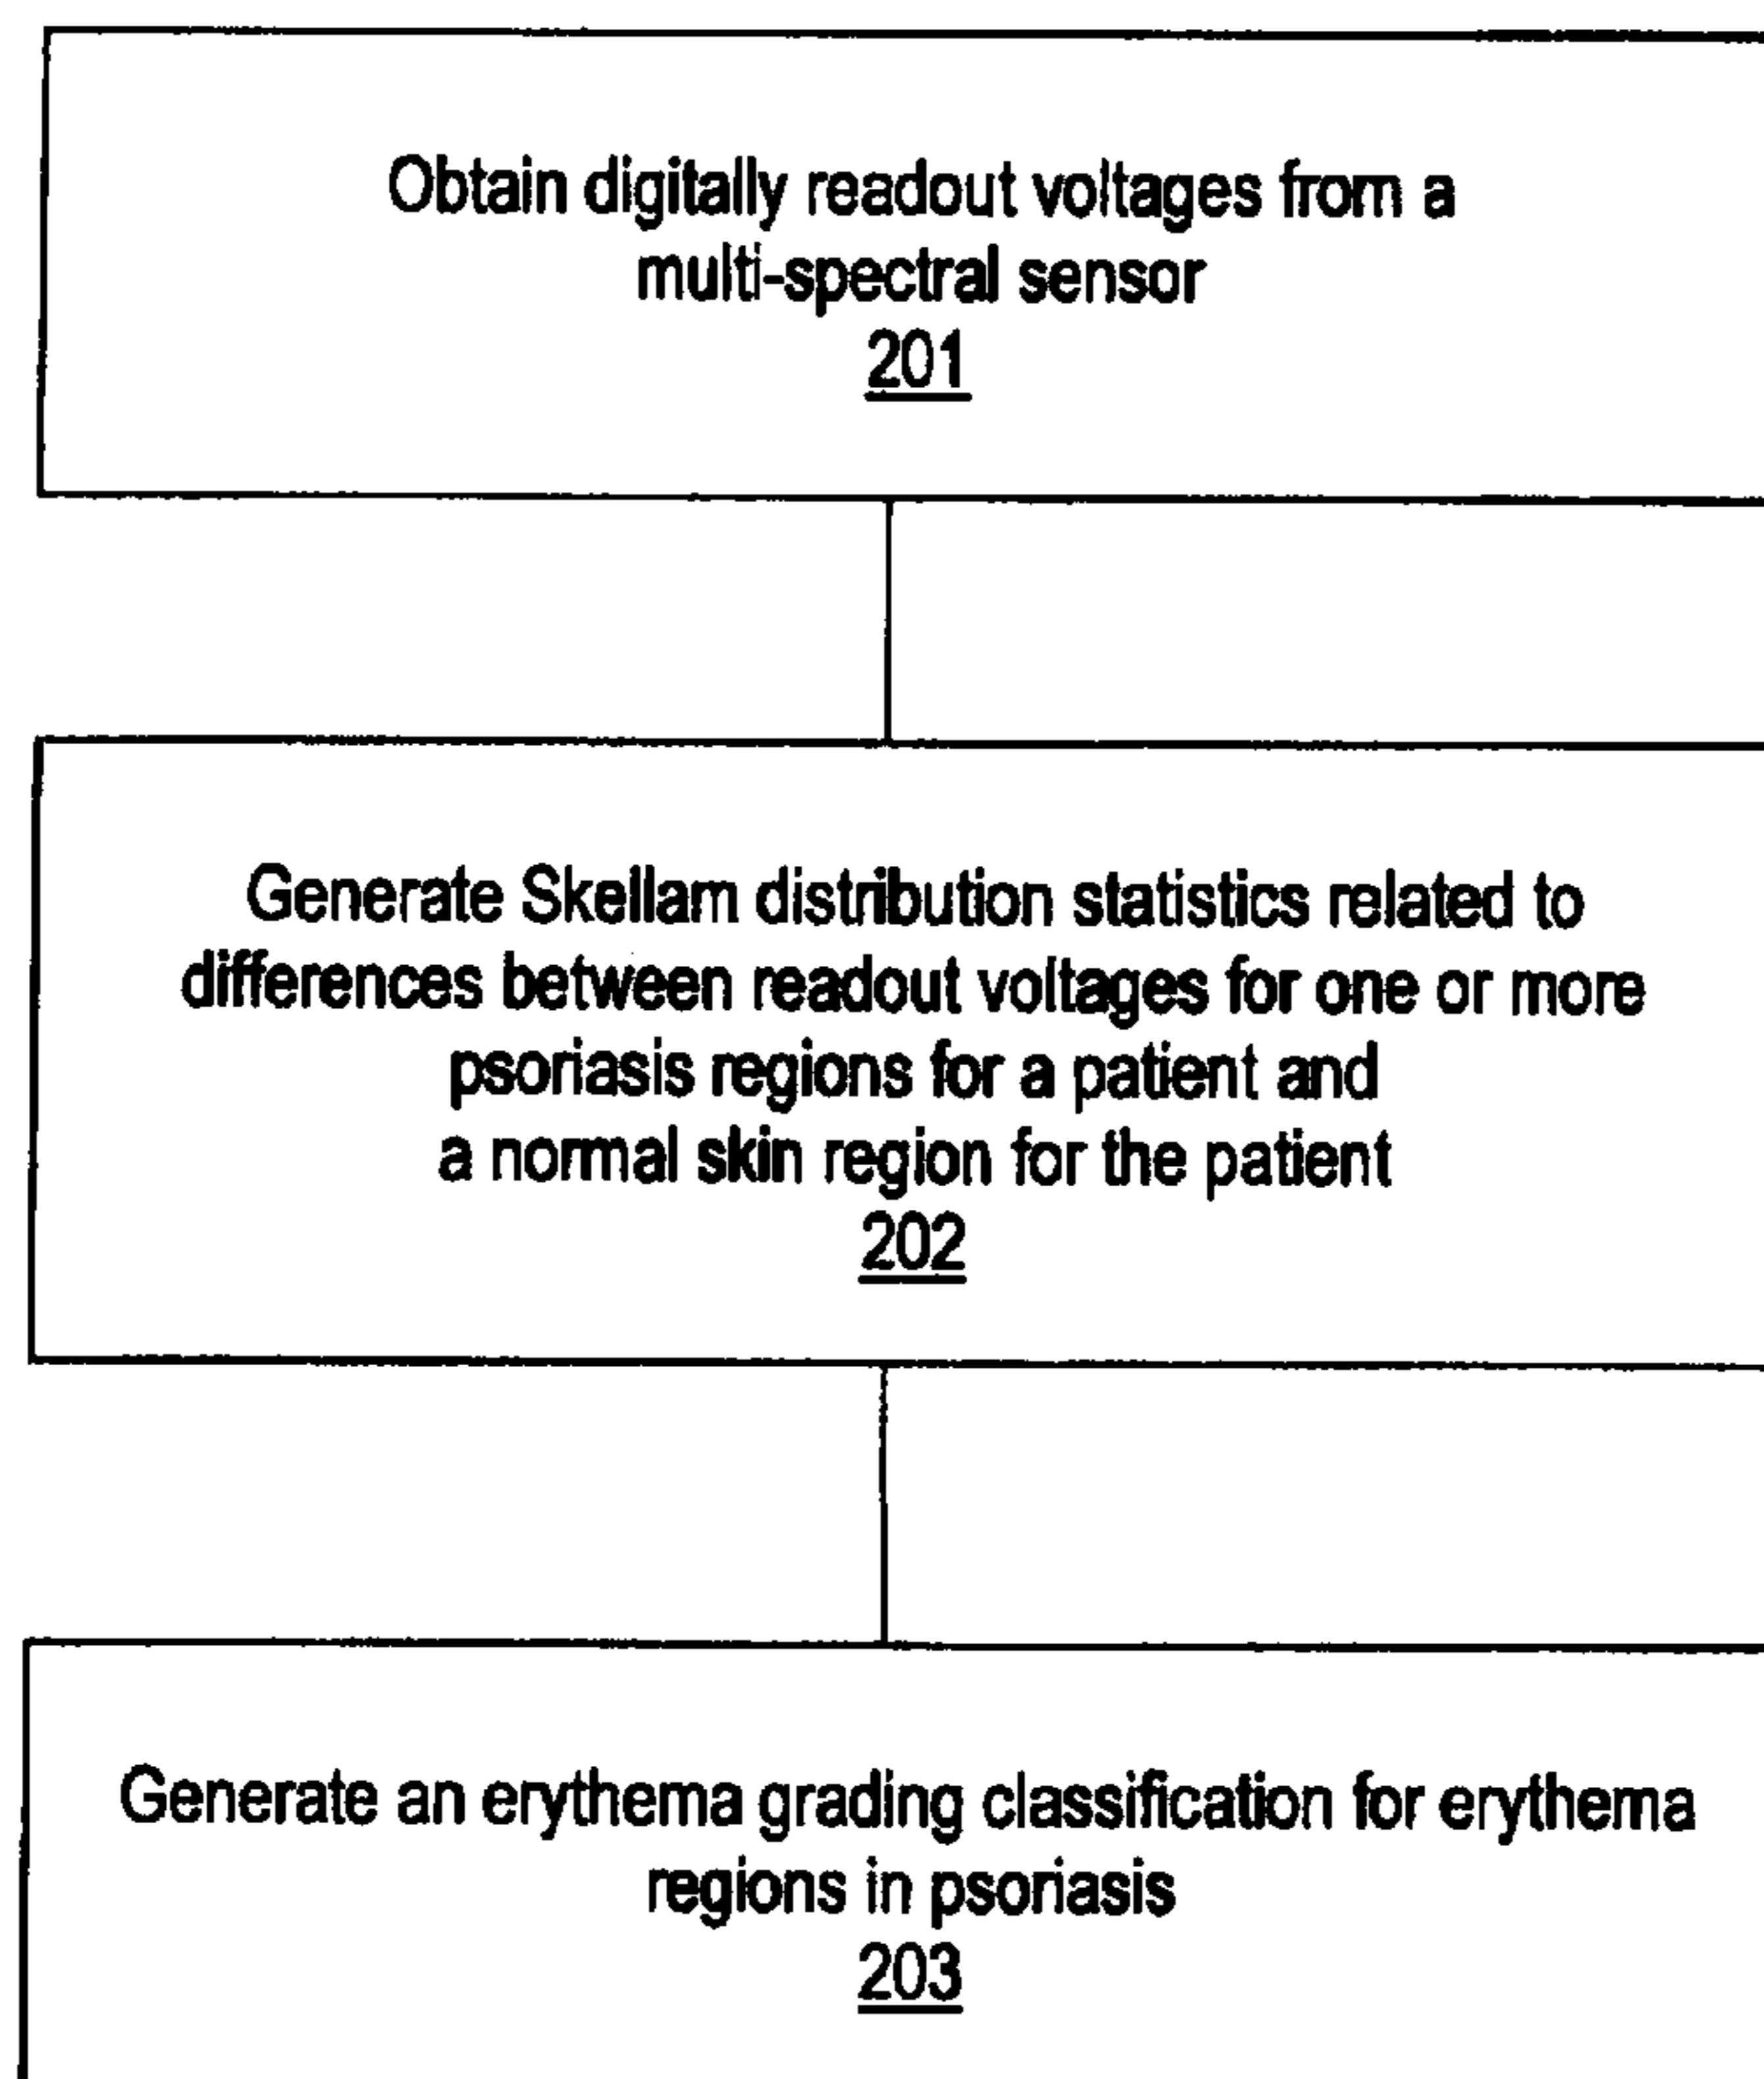 Obtain digitally readout voltages from a
multi-spectral sensor
201
Generate Skellam distribution statistics related to
differences between readout voltages for one or more
psoriasis regions for a patient and
a normal skin region for the patient
202
Generate an erythema grading classification for erythema
regions in psoriasis
203